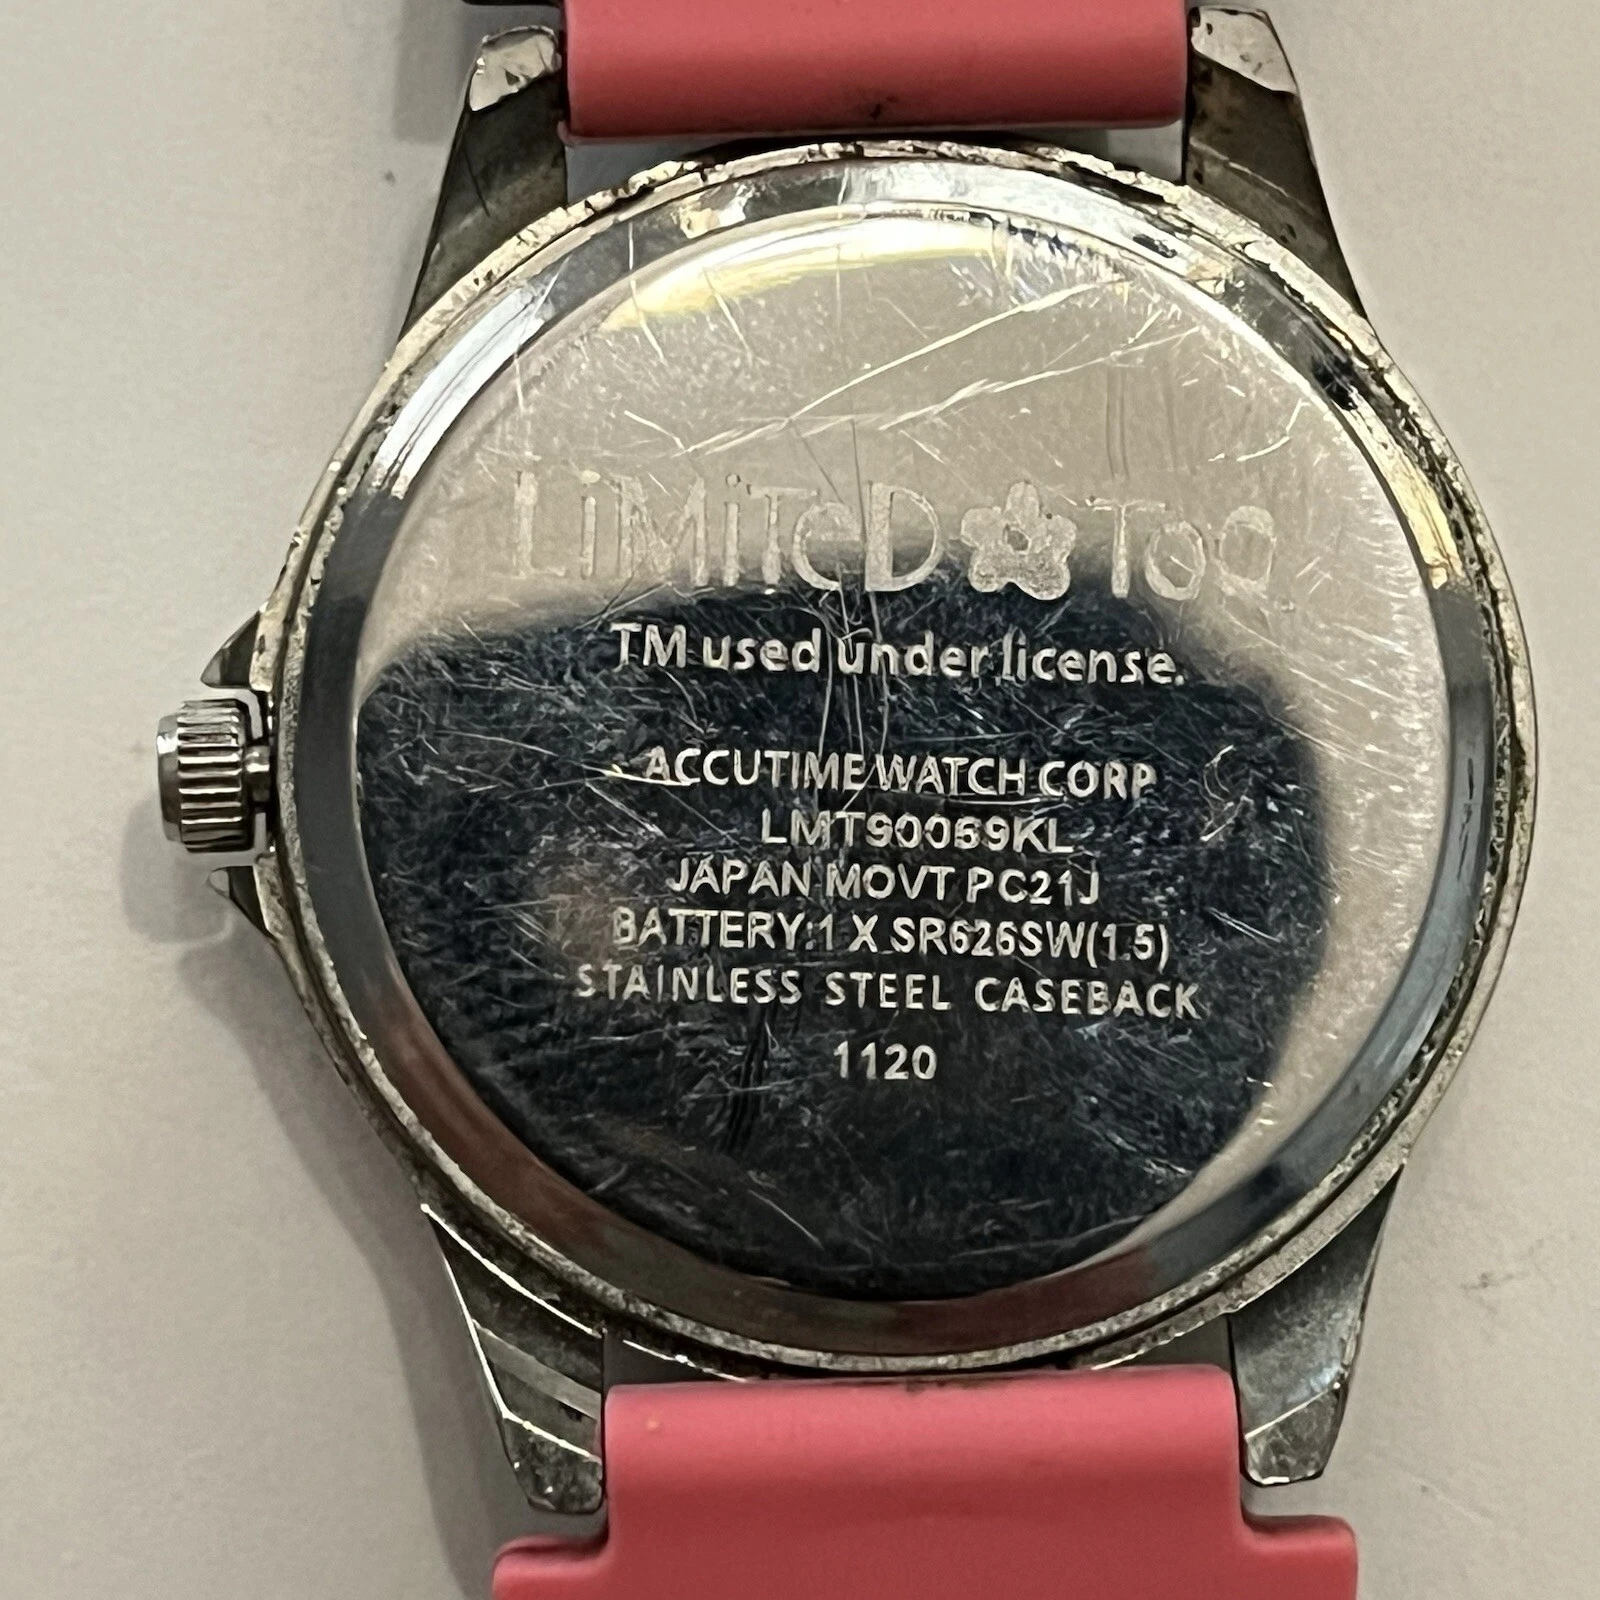 LiMiTeD Too
TM used under license.
ACCUTIME WATCH CORP
LMT90069KL
JAPAN MOVT PC21J
BATTERY:1 X SR626SW(1.5)
STAINLESS STEEL CASEBACK
1120